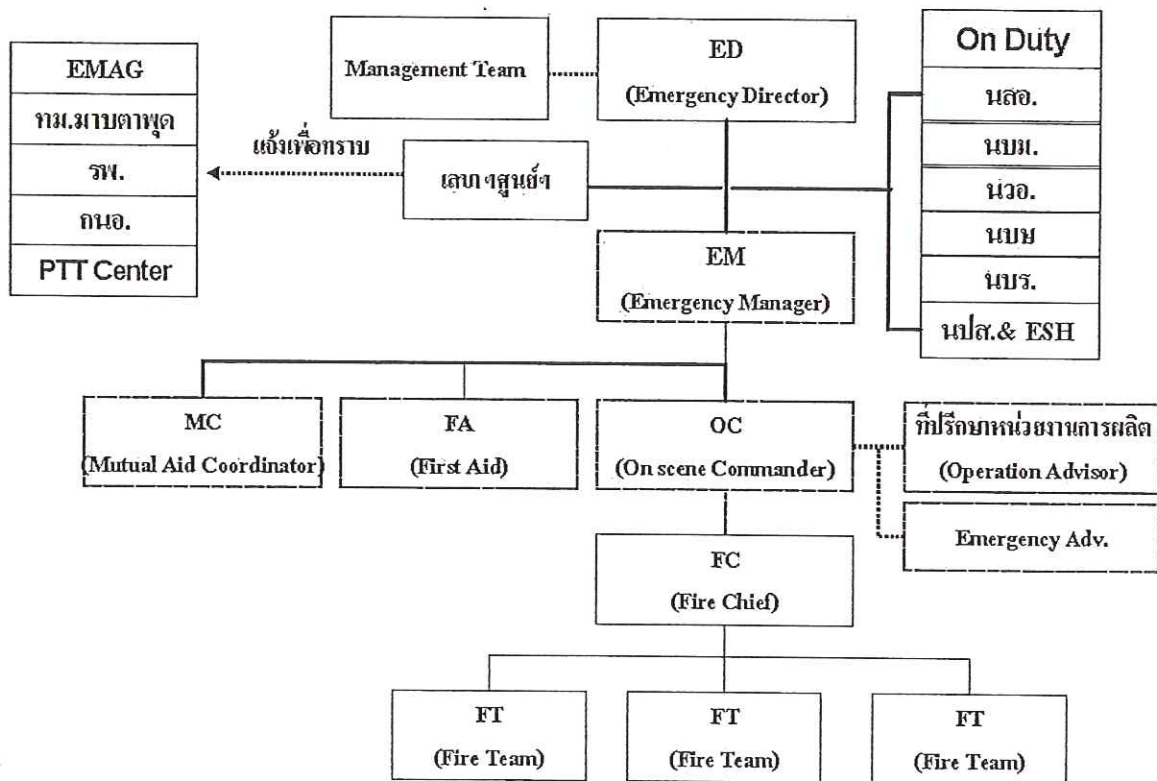 EMAG
ทม.มาบตาพุด
รพ.
กนอ.
PTT Center
แจ้งเพื่อทราบ
Management Team
ED
(Emergency Director)
เลขาฯศูนย์ฯ
On Duty
นสอ.
นบม.
นวอ.
นบษ
นบร.
นปส.& ESH
EM
(Emergency Manager)
MC
(Mutual Aid Coordinator)
FA
(First Aid)
OC
(On scene Commander)
ที่ปรึกษาหน่วยงานการผลิต
(Operation Advisor)
Emergency Adv.
FC
(Fire Chief)
FT
(Fire Team)
FT
(Fire Team)
FT
(Fire Team)